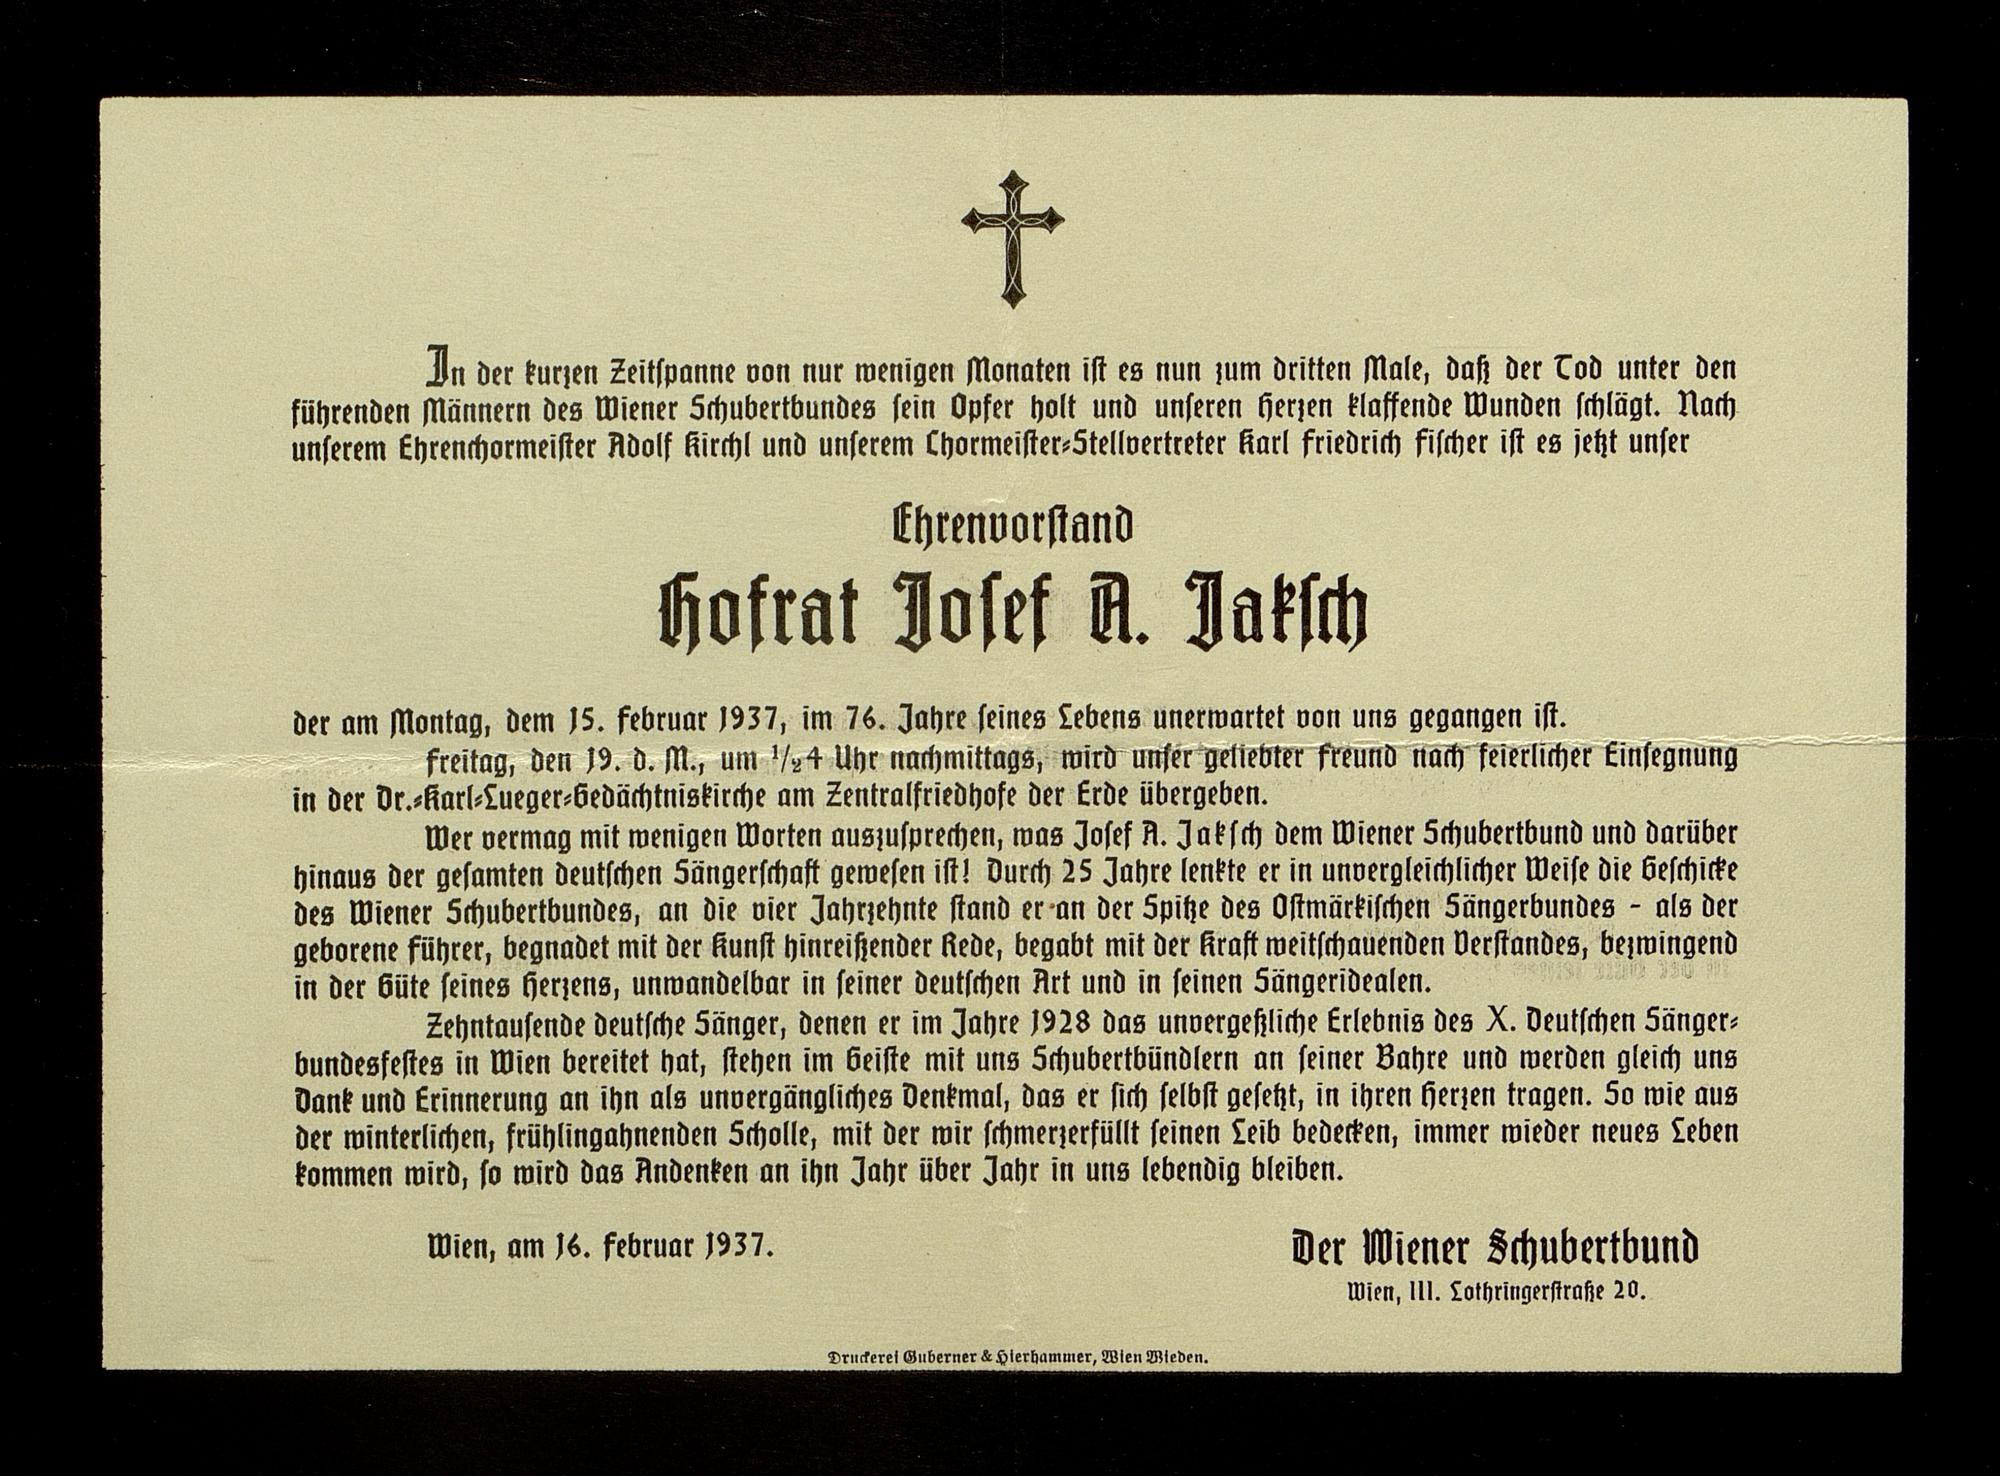 In der kurzen Zeitspanne von nur wenigen Monaten ist es nun zum dritten Male, daß der Tod unter den
führenden Männern des Wiener Schubertbundes sein Opfer holt und unseren Herzen klaffende Wunden schlägt. Nach
unserem Ehrenchormeister Adolf Kirchl und unserem Chormeister-Stellvertreter Karl Friedrich Fischer ist es jetzt unser
Ehrenvorstand
Hofrat Josef A. Jaksch
der am Montag, dem 15. Februar 1937, im 76. Jahre seines Lebens unerwartet von uns gegangen ist.
Freitag, den 19. d. M., um 1/2 4 Uhr nachmittags, wird unser geliebter Freund nach feierlicher Einsegnung
in der Dr.-Karl-Lueger-Gedächtniskirche am Zentralfriedhofe der Erde übergeben.
Wer vermag mit wenigen Worten auszusprechen, was Josef A. Jaksch dem Wiener Schubertbund und darüber
hinaus der gesamten deutschen Sängerschaft gewesen ist! Durch 25 Jahre lenkte er in unvergleichlicher Weise die Geschicke
des Wiener Schubertbundes, an die vier Jahrzehnte stand er an der Spitze des Ostmärkischen Sängerbundes - als der
geborene Führer, begnadet mit der Kunst hinreißender Rede, begabt mit der Kraft weitschauenden Verstandes, bezwingend
in der Güte seines Herzens, unwandelbar in seiner deutschen Art und in seinen Sängeridealen.
Zehntausende deutsche Sänger, denen er im Jahre 1928 das unvergeßliche Erlebnis des X. Deutschen Sänger-
bundesfestes in Wien bereitet hat, stehen im Geiste mit uns Schubertbündlern an seiner Bahre und werden gleich uns
Dank und Erinnerung an ihn als unvergängliches Denkmal, das er sich selbst gesetzt, in ihren Herzen tragen. So wie aus
der winterlichen, frühlingahnenden Scholle, mit der wir schmerzerfüllt seinen Leib bedecken, immer wieder neues Leben
kommen wird, so wird das Andenken an ihn Jahr über Jahr in uns lebendig bleiben.
Wien, am 16. Februar 1937.
Der Wiener Schubertbund
Wien, III. Lothringerstraße 20.
Druckerei Guberner & Hierhammer, Wien Wieden.